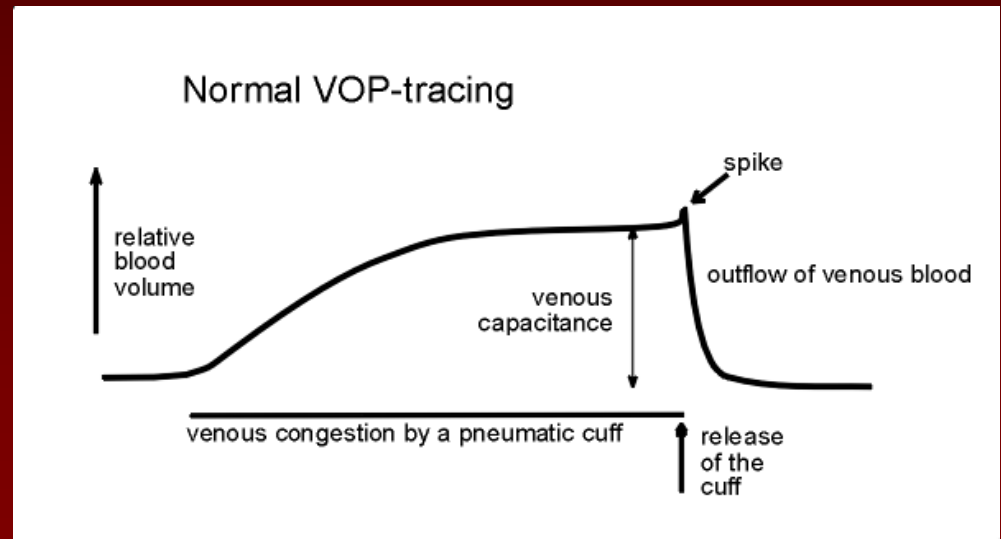 Normal VOP-tracing
spike
relative
blood
volume
outflow of venous blood
venous
capacitance
venous congestion by a pneumatic cuff
release
of the
cuff